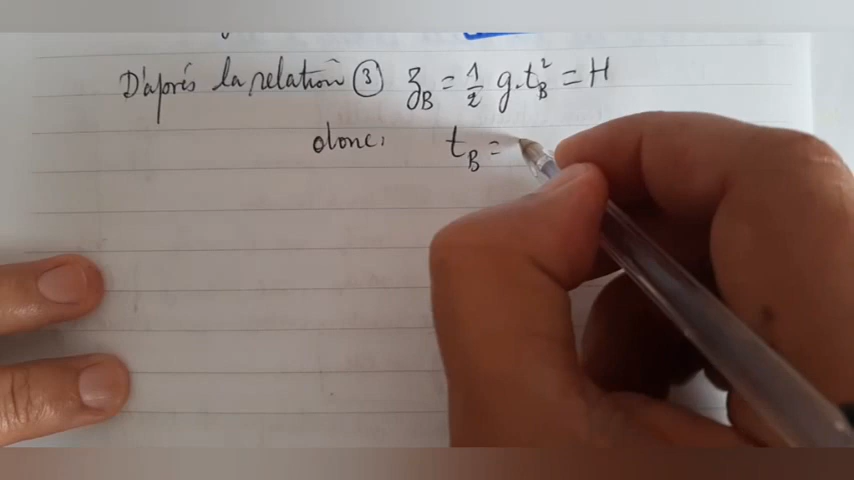 D'après la relation ③ z_B = 1/2 g.t_B² = H
donc, t_B =